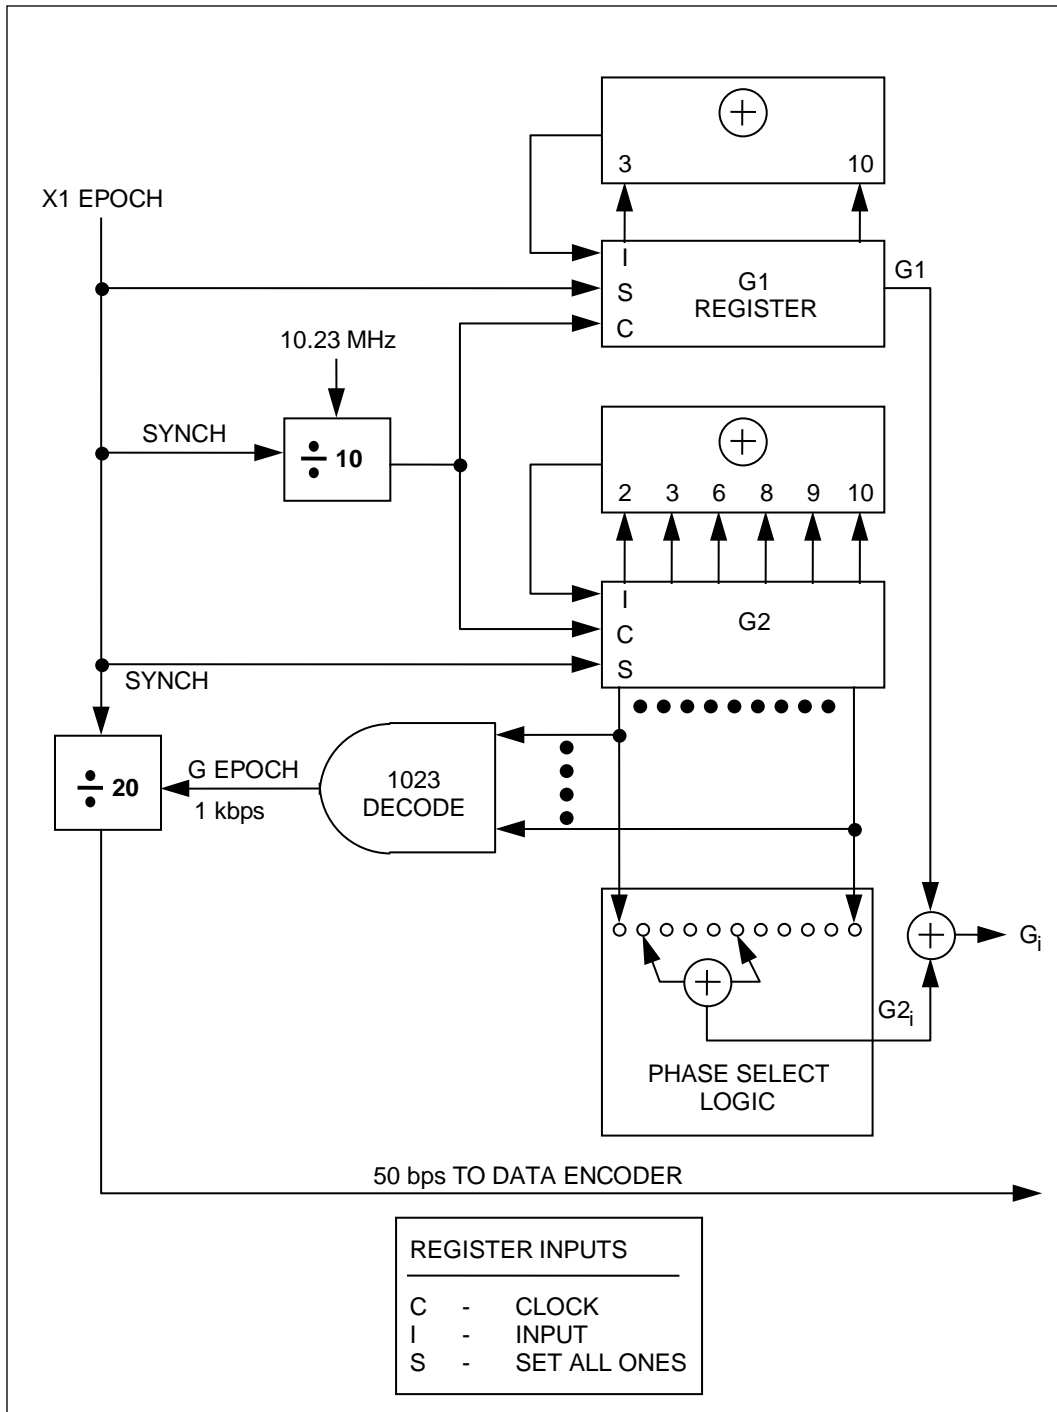 3 10
X1 EPOCH
I
S
C
G1
REGISTER
G1
10.23 MHz
SYNCH
÷ 10
2 3 6 8 9 10
I
C
S
G2
SYNCH
÷ 20
G EPOCH
1 kbps
1023
DECODE
Gi
G2i
PHASE SELECT
LOGIC
50 bps TO DATA ENCODER
REGISTER INPUTS
C - CLOCK
I - INPUT
S - SET ALL ONES